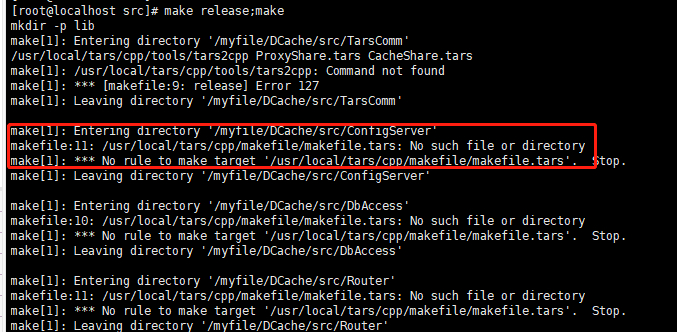 [root@localhost src]# make release;make
mkdir -p lib
make[1]: Entering directory '/myfile/DCache/src/TarsComm'
/usr/local/tars/cpp/tools/tars2cpp ProxyShare.tars CacheShare.tars
make[1]: /usr/local/tars/cpp/tools/tars2cpp: Command not found
make[1]: *** [makefile:9: release] Error 127
make[1]: Leaving directory '/myfile/DCache/src/TarsComm'
make[1]: Entering directory '/myfile/DCache/src/ConfigServer'
makefile:11: /usr/local/tars/cpp/makefile/makefile.tars: No such file or directory
make[1]: *** No rule to make target '/usr/local/tars/cpp/makefile/makefile.tars'.  Stop.
make[1]: Leaving directory '/myfile/DCache/src/ConfigServer'
make[1]: Entering directory '/myfile/DCache/src/DbAccess'
makefile:10: /usr/local/tars/cpp/makefile/makefile.tars: No such file or directory
make[1]: *** No rule to make target '/usr/local/tars/cpp/makefile/makefile.tars'.  Stop.
make[1]: Leaving directory '/myfile/DCache/src/DbAccess'
make[1]: Entering directory '/myfile/DCache/src/Router'
makefile:11: /usr/local/tars/cpp/makefile/makefile.tars: No such file or directory
make[1]: *** No rule to make target '/usr/local/tars/cpp/makefile/makefile.tars'.  Stop.
make[1]: Leaving directory '/myfile/DCache/src/Router'